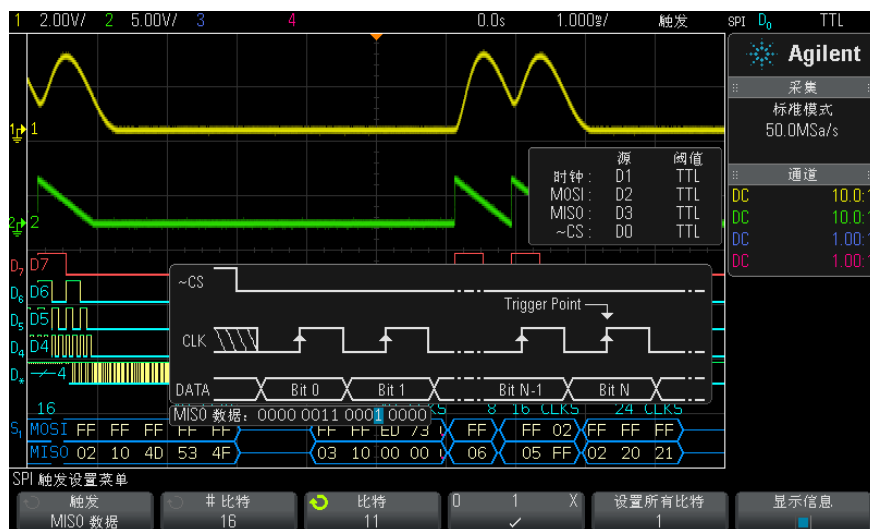 1 2.00V/ 2 5.00V/ 3 4 0.0s 1.000㎳/ 触发 SPI D0 TTL
Agilent
采集
标准模式
50.0MSa/s
通道
DC 10.0:1
DC 10.0:1
DC 1.00:1
DC 1.00:1
1
2
源 阈值
时钟: D1 TTL
MOSI: D2 TTL
MISO: D3 TTL
~CS: D0 TTL
D7 D7
D6 D6
D5 D5
D4 D4
D* 4
~CS
Trigger Point
CLK
DATA Bit 0 Bit 1 Bit N-1 Bit N
16 CLKS 8 16 CLKS 24 CLKS
MISO 数据: 0000 0011 0001 0000
S1 MOSI FF FF FF FF FF FF FF ED 73 FF FF 02 FF FF FF
MISO 02 10 4D 53 4F 03 10 00 00 06 05 FF 02 20 21
SPI 触发设置菜单
触发 # 比特 比特 0 1 X 设置所有比特 显示信息
MISO 数据 16 11 ✓ 1